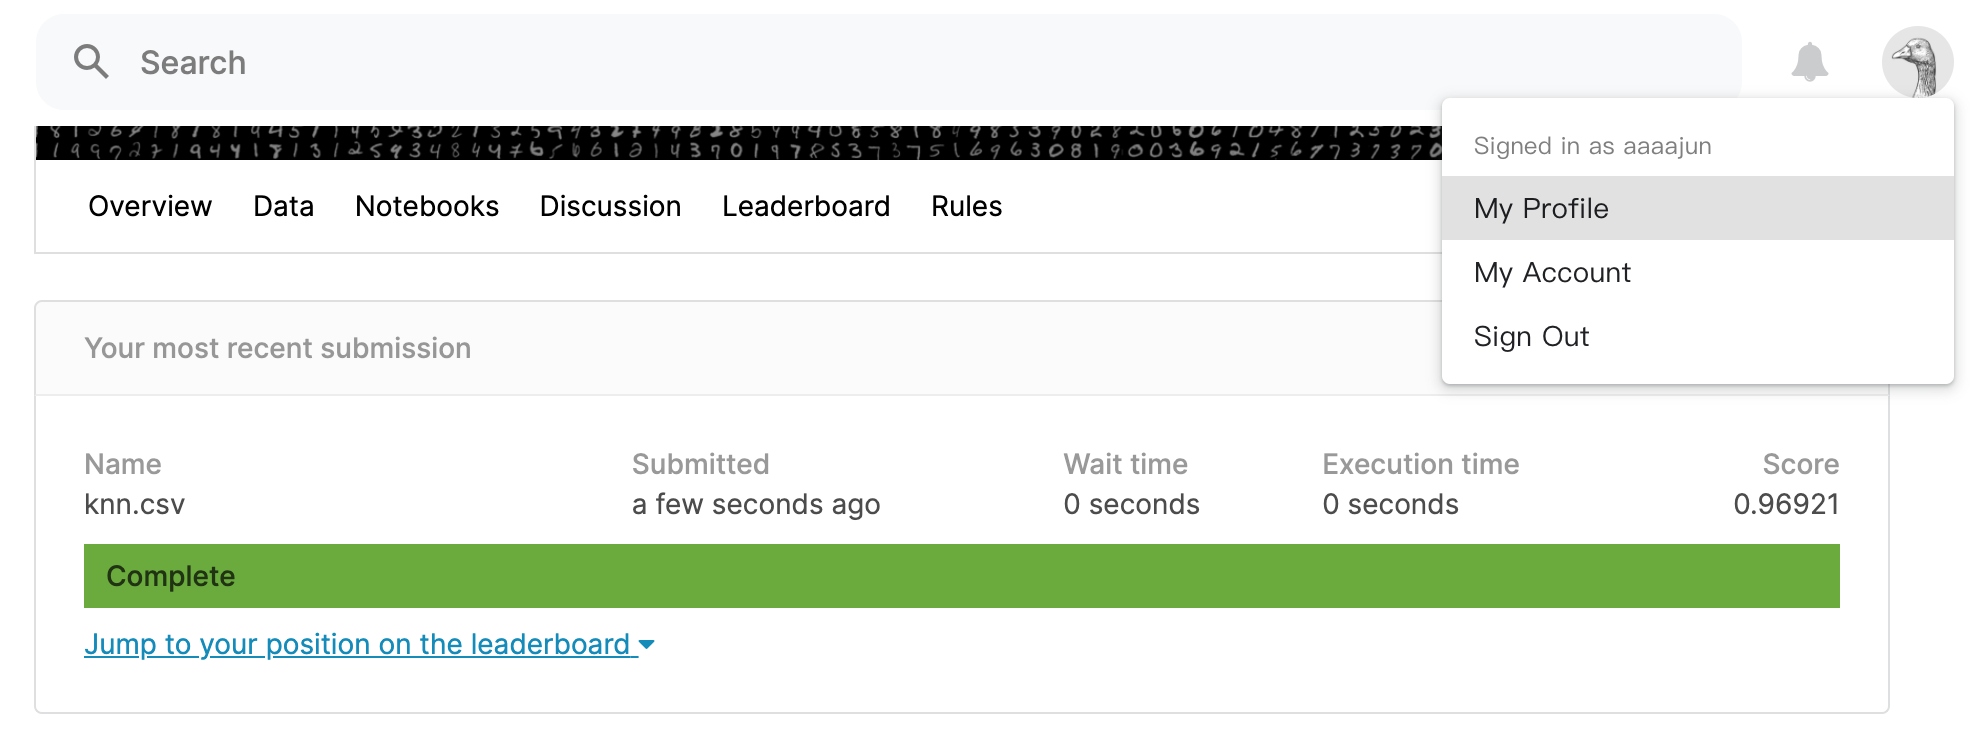 Search
Signed in as aaaajun
My Profile
My Account
Sign Out
Overview Data Notebooks Discussion Leaderboard Rules
Your most recent submission
Name Submitted Wait time Execution time Score
knn.csv a few seconds ago 0 seconds 0 seconds 0.96921
Complete
Jump to your position on the leaderboard